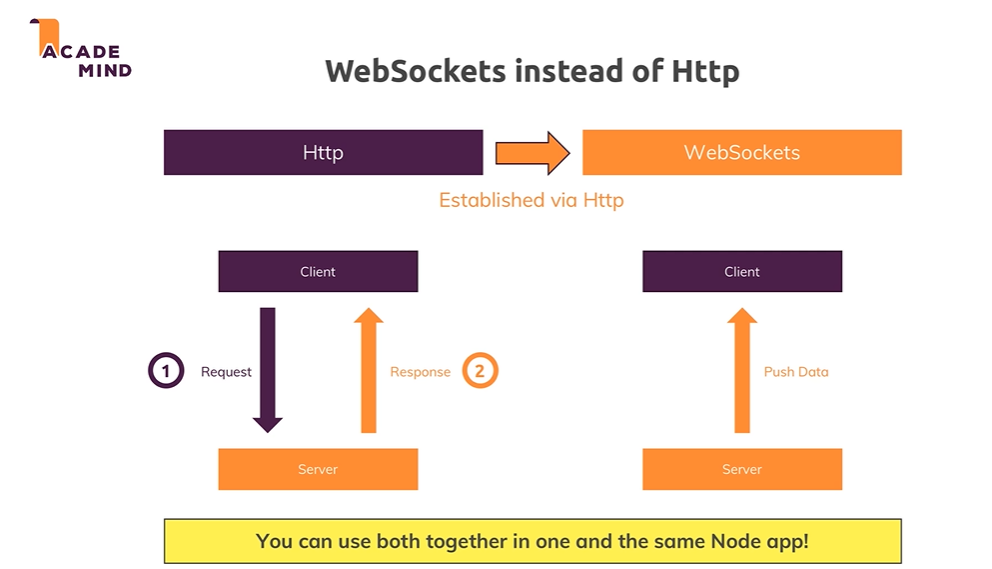 ACADE
MIND
WebSockets instead of Http
Http
WebSockets
Established via Http
Client
Client
1
Request
Response
2
Push Data
Server
Server
You can use both together in one and the same Node app!